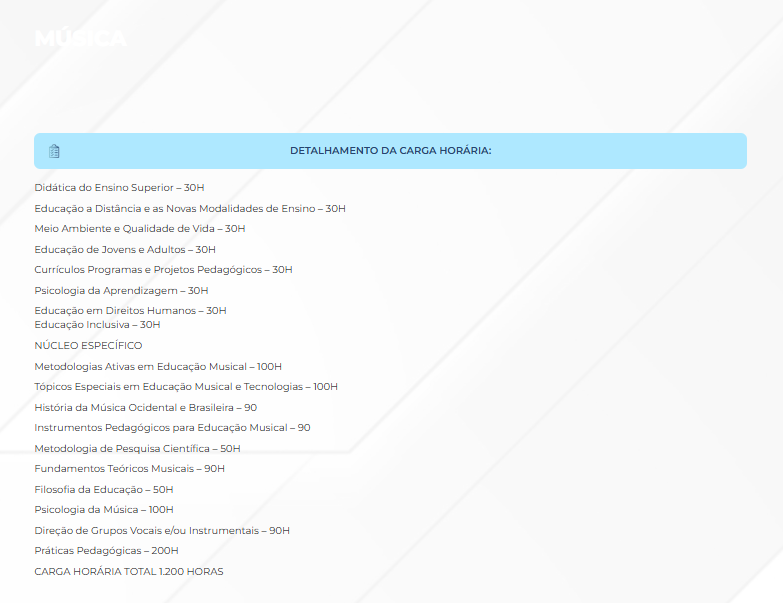 MÚSICA
DETALHAMENTO DA CARGA HORÁRIA:
Didática do Ensino Superior – 30H
Educação a Distância e as Novas Modalidades de Ensino – 30H
Meio Ambiente e Qualidade de Vida – 30H
Educação de Jovens e Adultos – 30H
Currículos Programas e Projetos Pedagógicos – 30H
Psicologia da Aprendizagem – 30H
Educação em Direitos Humanos – 30H
Educação Inclusiva – 30H
NÚCLEO ESPECÍFICO
Metodologias Ativas em Educação Musical – 100H
Tópicos Especiais em Educação Musical e Tecnologias – 100H
História da Música Ocidental e Brasileira – 90
Instrumentos Pedagógicos para Educação Musical – 90
Metodologia de Pesquisa Científica – 50H
Fundamentos Teóricos Musicais – 90H
Filosofia da Educação – 50H
Psicologia da Música – 100H
Direção de Grupos Vocais e/ou Instrumentais – 90H
Práticas Pedagógicas – 200H
CARGA HORÁRIA TOTAL 1.200 HORAS